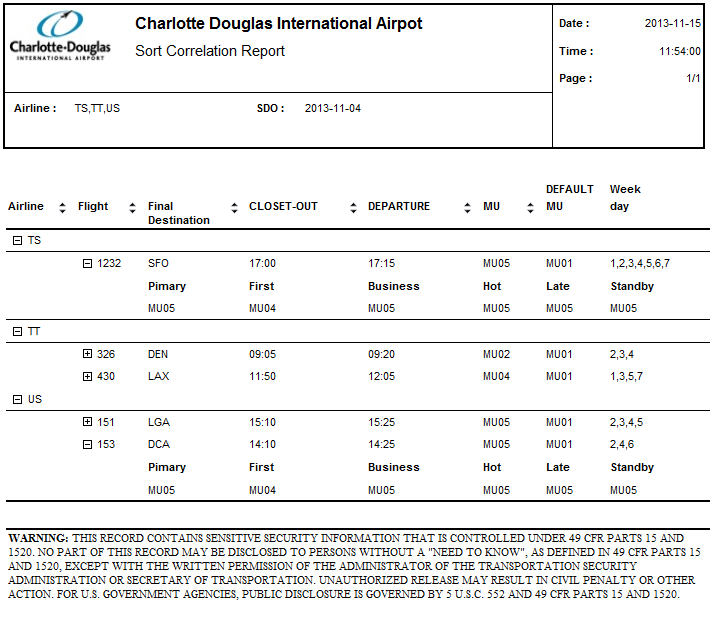 Charlotte-Douglas
INTERNATIONAL AIRPORT
Charlotte Douglas International Airpot
Sort Correlation Report
Date : 2013-11-15
Time : 11:54:00
Page : 1/1
Airline : TS,TT,US SDO : 2013-11-04
DEFAULT Week
Airline Flight Final CLOSET-OUT DEPARTURE MU MU day
Destination
TS
1232 SFO 17:00 17:15 MU05 MU01 1,2,3,4,5,6,7
Pimary First Business Hot Late Standby
MU05 MU04 MU05 MU05 MU05 MU05
TT
326 DEN 09:05 09:20 MU02 MU01 2,3,4
430 LAX 11:50 12:05 MU04 MU01 1,3,5,7
US
151 LGA 15:10 15:25 MU05 MU01 2,3,4,5
153 DCA 14:10 14:25 MU05 MU01 2,4,6
Pimary First Business Hot Late Standby
MU05 MU04 MU05 MU05 MU05 MU05
WARNING: THIS RECORD CONTAINS SENSITIVE SECURITY INFORMATION THAT IS CONTROLLED UNDER 49 CFR PARTS 15 AND
1520. NO PART OF THIS RECORD MAY BE DISCLOSED TO PERSONS WITHOUT A "NEED TO KNOW", AS DEFINED IN 49 CFR PARTS 15
AND 1520, EXCEPT WITH THE WRITTEN PERMISSION OF THE ADMINISTRATOR OF THE TRANSPORTATION SECURITY
ADMINISTRATION OR SECRETARY OF TRANSPORTATION. UNAUTHORIZED RELEASE MAY RESULT IN CIVIL PENALTY OR OTHER
ACTION. FOR U.S. GOVERNMENT AGENCIES, PUBLIC DISCLOSURE IS GOVERNED BY 5 U.S.C. 552 AND 49 CFR PARTS 15 AND 1520.